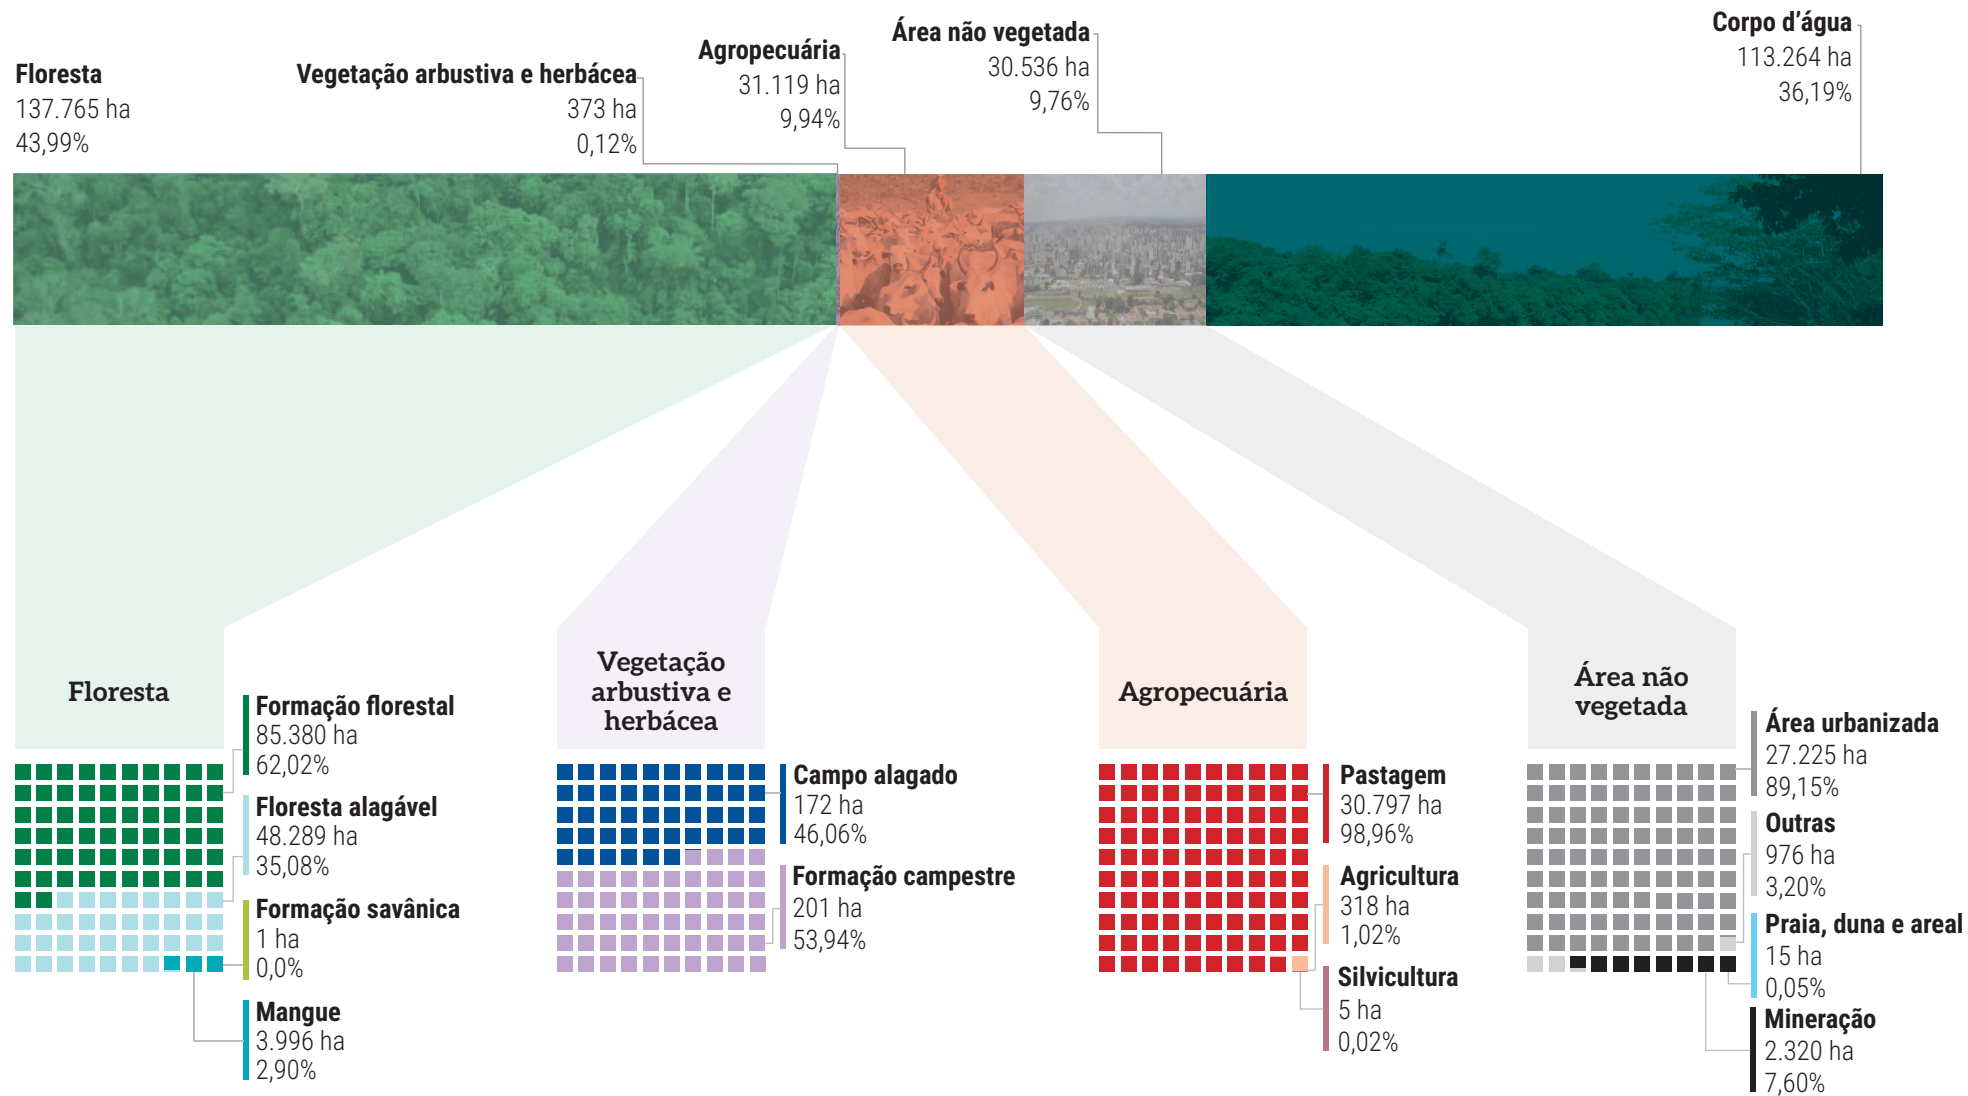 Floresta
137.765 ha
43,99%
Vegetação arbustiva e herbácea
373 ha
0,12%
Agropecuária
31.119 ha
9,94%
Área não vegetada
30.536 ha
9,76%
Corpo d’água
113.264 ha
36,19%
Floresta
Formação florestal
85.380 ha
62,02%
Floresta alagável
48.289 ha
35,08%
Formação savânica
1 ha
0,0%
Mangue
3.996 ha
2,90%
Vegetação
arbustiva e
herbácea
Campo alagado
172 ha
46,06%
Formação campestre
201 ha
53,94%
Agropecuária
Pastagem
30.797 ha
98,96%
Agricultura
318 ha
1,02%
Silvicultura
5 ha
0,02%
Área não
vegetada
Área urbanizada
27.225 ha
89,15%
Outras
976 ha
3,20%
Praia, duna e areal
15 ha
0,05%
Mineração
2.320 ha
7,60%